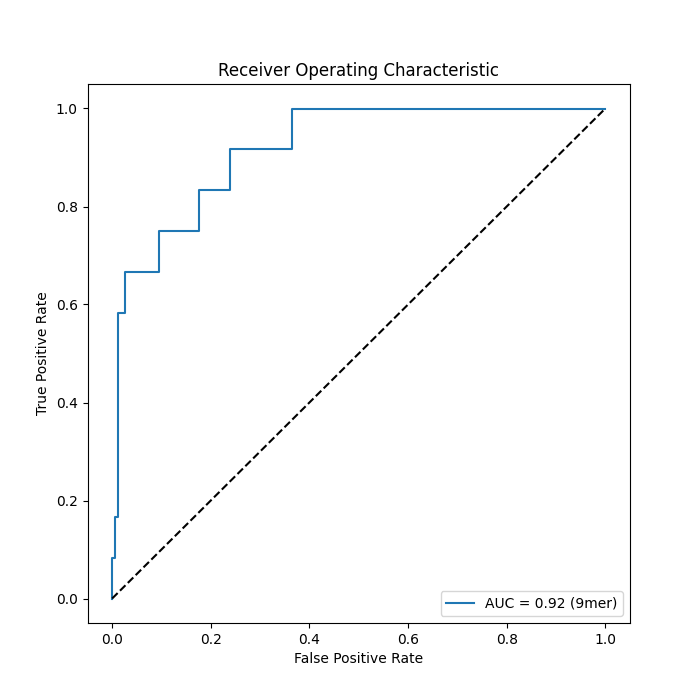 Receiver Operating Characteristic
1.0
0.8
0.6
0.4
0.2
0.0
True Positive Rate
AUC = 0.92 (9mer)
0.0 0.2 0.4 0.6 0.8 1.0
False Positive Rate